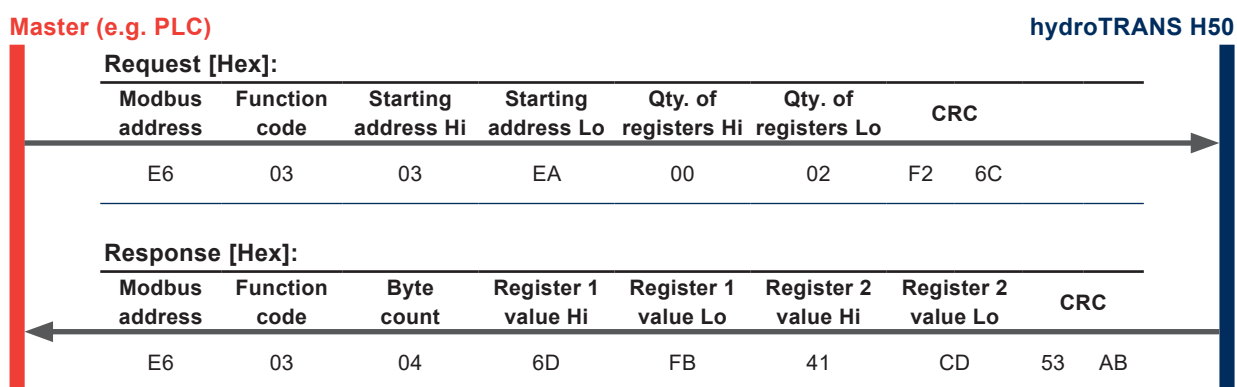 Master (e.g. PLC) hydroTRANS H50
Request [Hex]:
Modbus Function Starting Starting Qty. of Qty. of CRC
address code address Hi address Lo registers Hi registers Lo
E6 03 03 EA 00 02 F2 6C
Response [Hex]:
Modbus Function Byte Register 1 Register 1 Register 2 Register 2 CRC
address code count value Hi value Lo value Hi value Lo
E6 03 04 6D FB 41 CD 53 AB